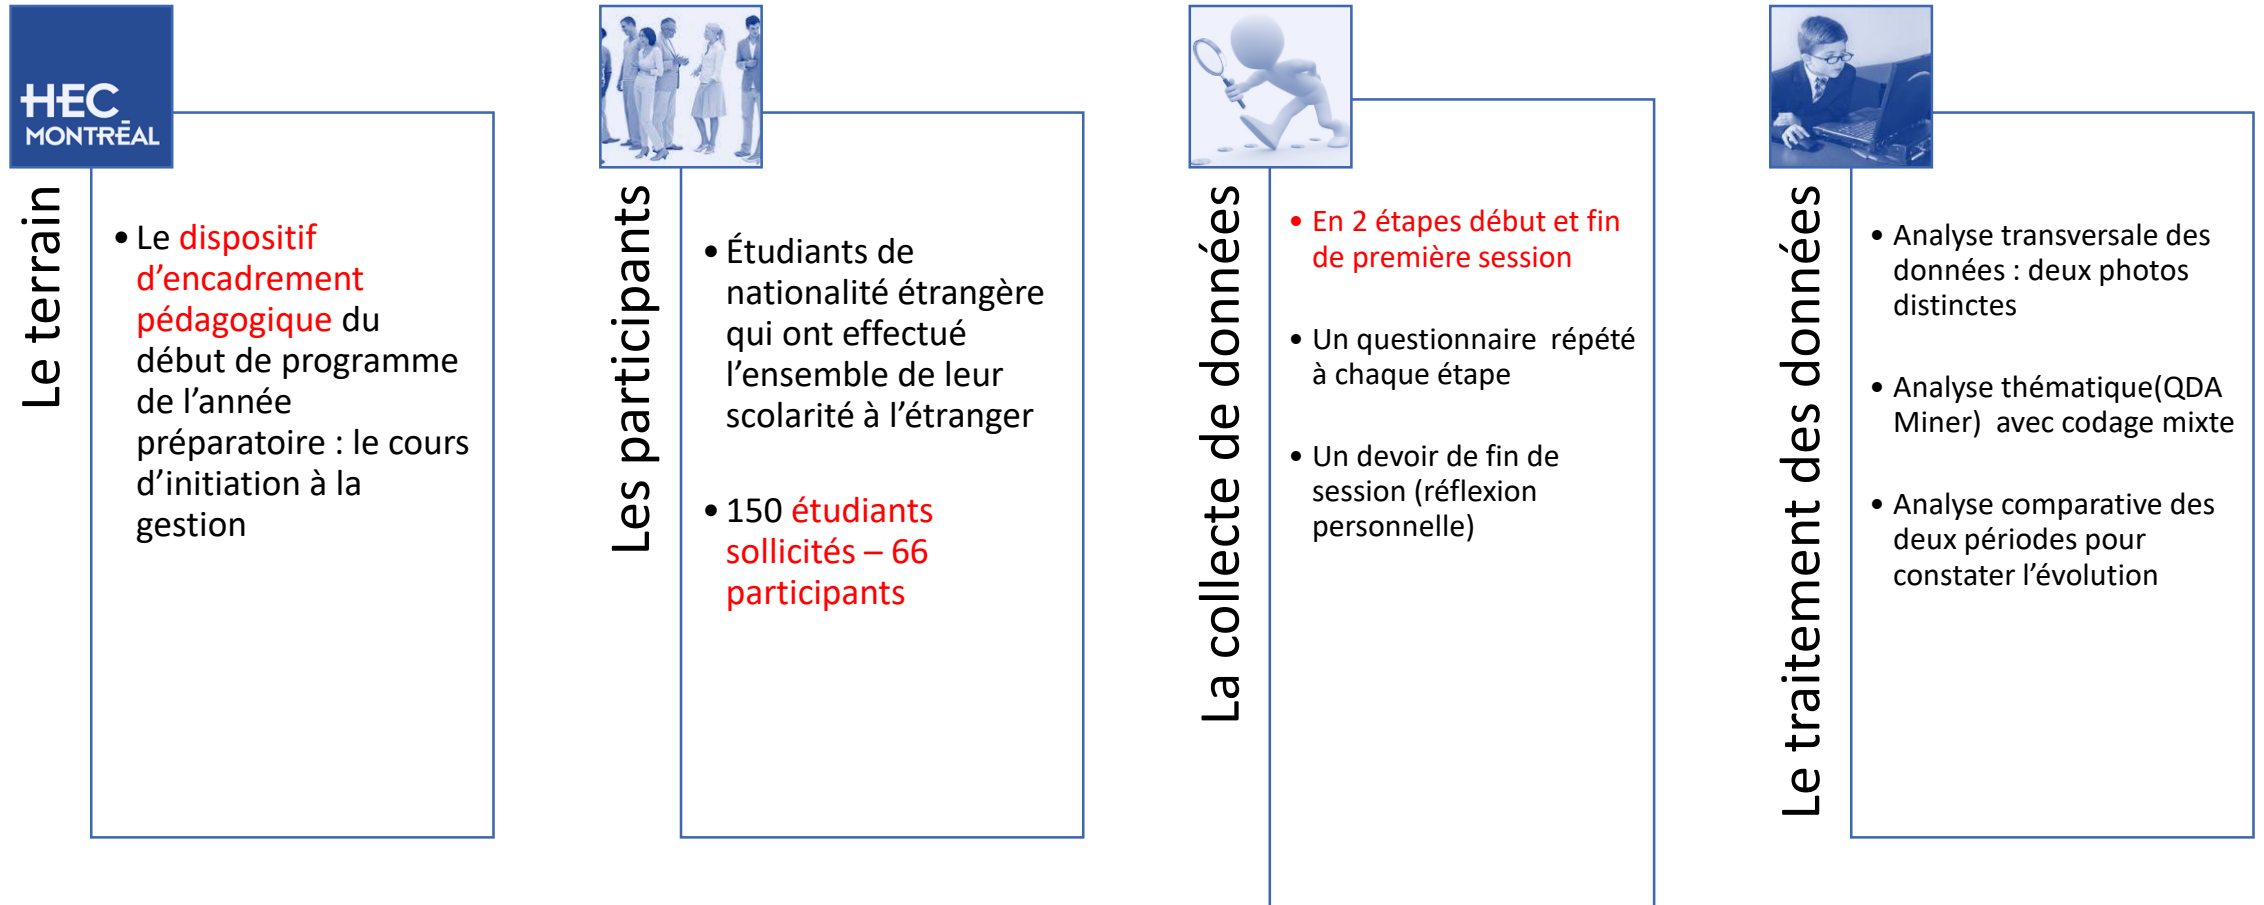 HEC
MONTRĒAL
Le terrain
• Le dispositif
d’encadrement
pédagogique du
début de programme
de l’année
préparatoire : le cours
d’initiation à la
gestion
Les participants
• Étudiants de
nationalité étrangère
qui ont effectué
l’ensemble de leur
scolarité à l’étranger
• 150 étudiants
sollicités – 66
participants
La collecte de données
• En 2 étapes début et fin
de première session
• Un questionnaire  répété
à chaque étape
• Un devoir de fin de
session (réflexion
personnelle)
Le traitement des données
• Analyse transversale des
données : deux photos
distinctes
• Analyse thématique(QDA
Miner)  avec codage mixte
• Analyse comparative des
deux périodes pour
constater l’évolution